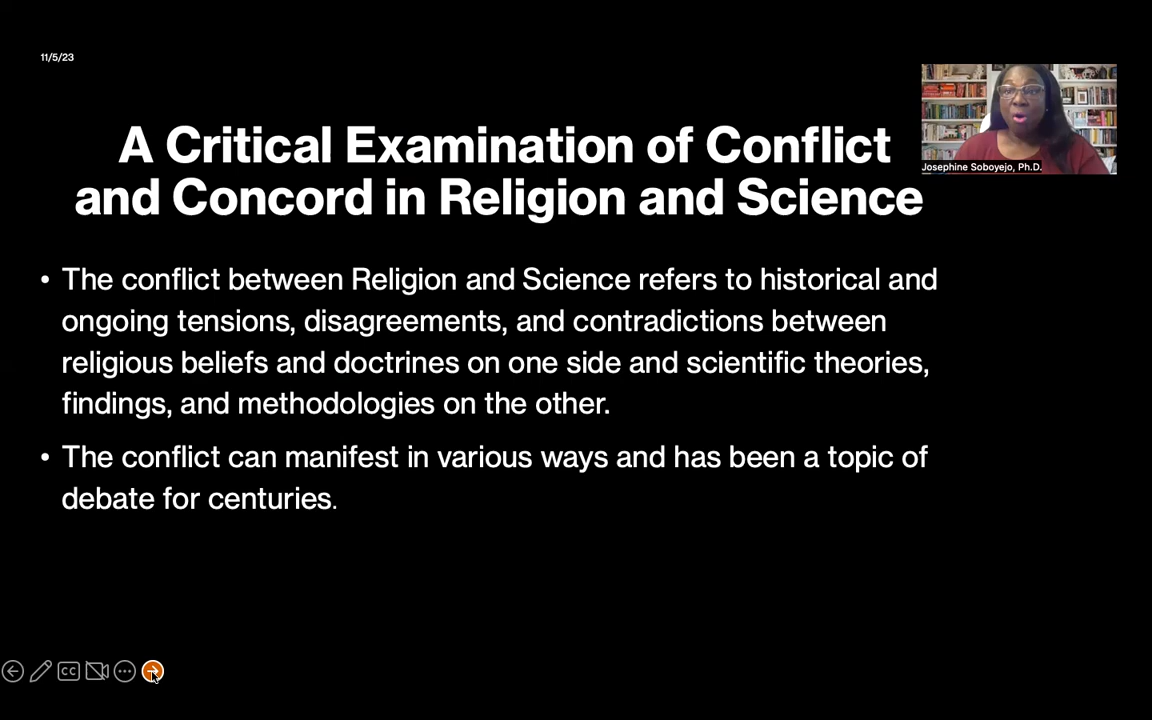 11/5/23
Josephine Soboyejo, Ph.D.
A Critical Examination of Conflict
and Concord in Religion and Science
• The conflict between Religion and Science refers to historical and
ongoing tensions, disagreements, and contradictions between
religious beliefs and doctrines on one side and scientific theories,
findings, and methodologies on the other.
• The conflict can manifest in various ways and has been a topic of
debate for centuries.
CC